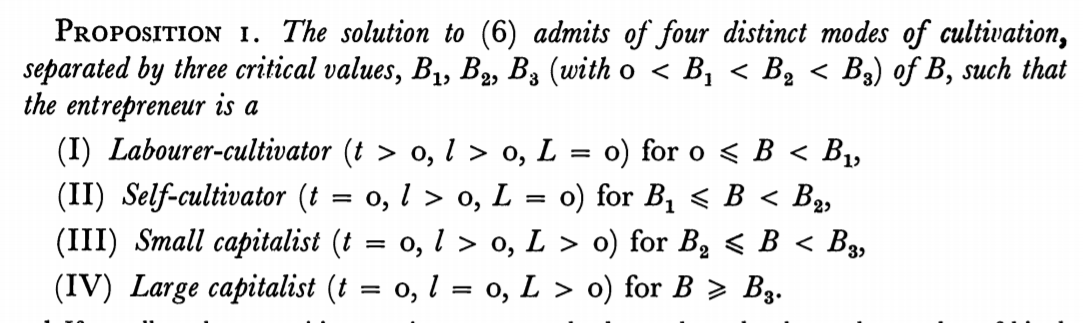 PROPOSITION 1. The solution to (6) admits of four distinct modes of cultivation,
separated by three critical values, B₁, B₂, B₃ (with 0 < B₁ < B₂ < B₃) of B, such that
the entrepreneur is a
(I) Labourer-cultivator (t > 0, l > 0, L = 0) for 0 ⩽ B < B₁,
(II) Self-cultivator (t = 0, l > 0, L = 0) for B₁ ⩽ B < B₂,
(III) Small capitalist (t = 0, l > 0, L > 0) for B₂ ⩽ B < B₃,
(IV) Large capitalist (t = 0, l = 0, L > 0) for B ⩾ B₃.